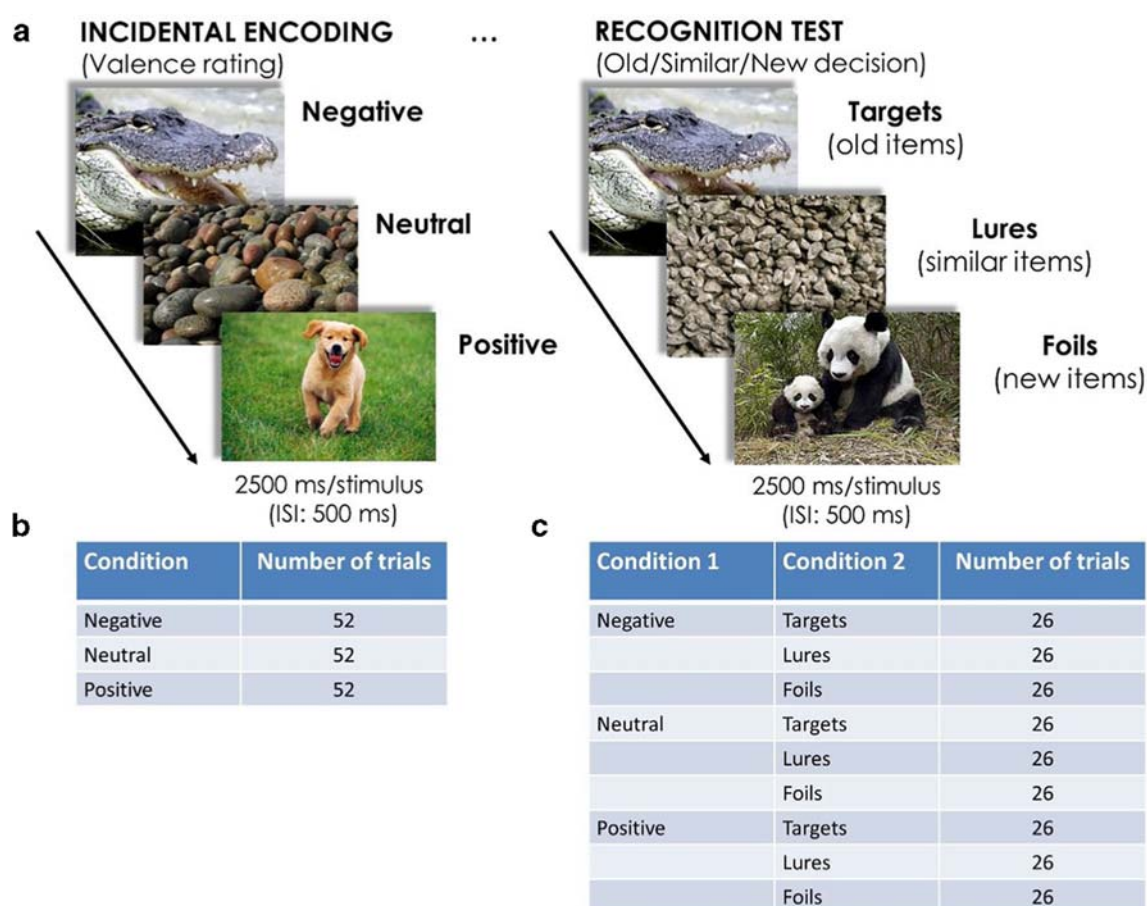 a
INCIDENTAL ENCODING ...
(Valence rating)
Negative
Neutral
Positive
2500 ms/stimulus
(ISI: 500 ms)
RECOGNITION TEST
(Old/Similar/New decision)
Targets
(old items)
Lures
(similar items)
Foils
(new items)
2500 ms/stimulus
(ISI: 500 ms)
b
Condition Number of trials
Negative 52
Neutral 52
Positive 52
c
Condition 1 Condition 2 Number of trials
Negative Targets 26
Lures 26
Foils 26
Neutral Targets 26
Lures 26
Foils 26
Positive Targets 26
Lures 26
Foils 26